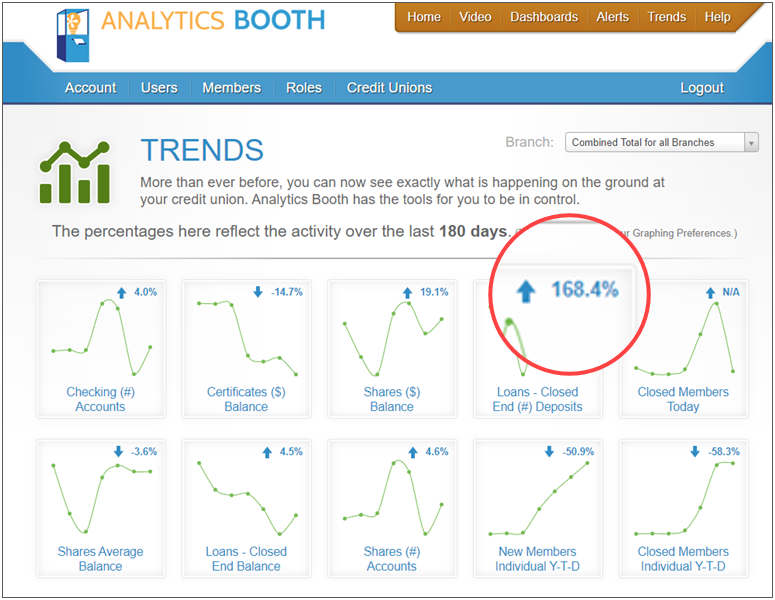 ANALYTICS BOOTH
Home Video Dashboards Alerts Trends Help
Account Users Members Roles Credit Unions Logout
TRENDS
Branch: Combined Total for all Branches
More than ever before, you can now see exactly what is happening on the ground at
your credit union. Analytics Booth has the tools for you to be in control.
The percentages here reflect the activity over the last 180 days. Graphing Preferences.)
4.0%
Checking (#)
Accounts
-14.7%
Certificates ($)
Balance
19.1%
Shares ($)
Balance
168.4%
Loans - Closed
End (#) Deposits
N/A
Closed Members
Today
-3.6%
Shares Average
Balance
4.5%
Loans - Closed
End Balance
4.6%
Shares (#)
Accounts
-50.9%
New Members
Individual Y-T-D
-58.3%
Closed Members
Individual Y-T-D